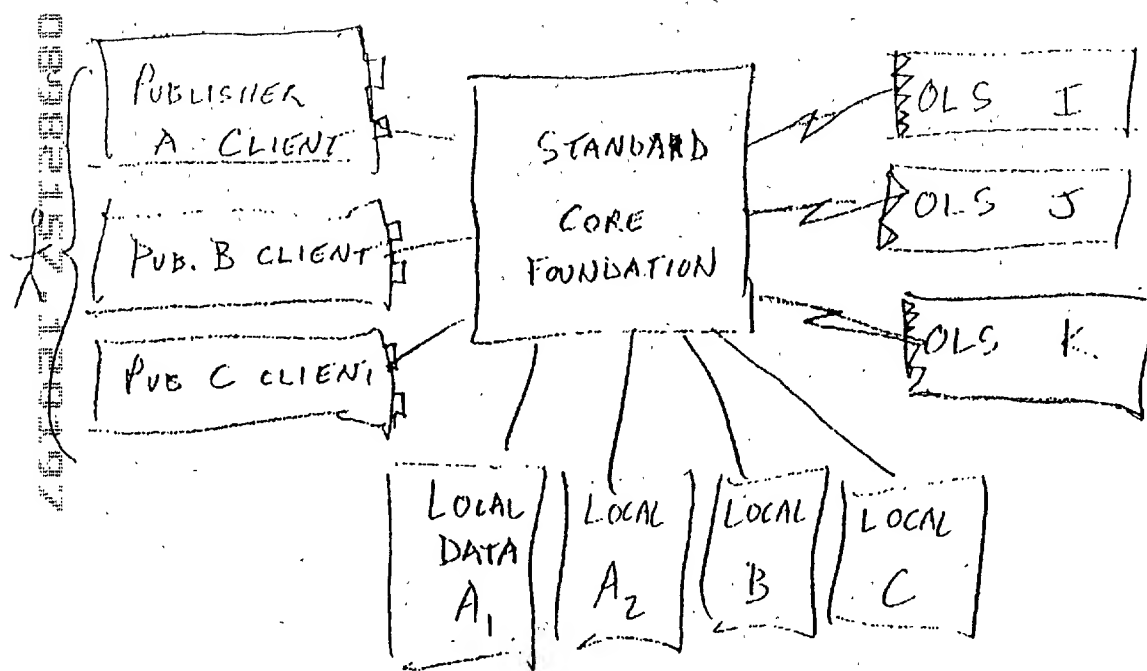 PUBLISHER
A CLIENT
PUB. B CLIENT
PUB C CLIENT
STANDARD
CORE
FOUNDATION
OLS I
OLS J
OLS K
LOCAL
DATA
A1
LOCAL
A2
LOCAL
B
LOCAL
C